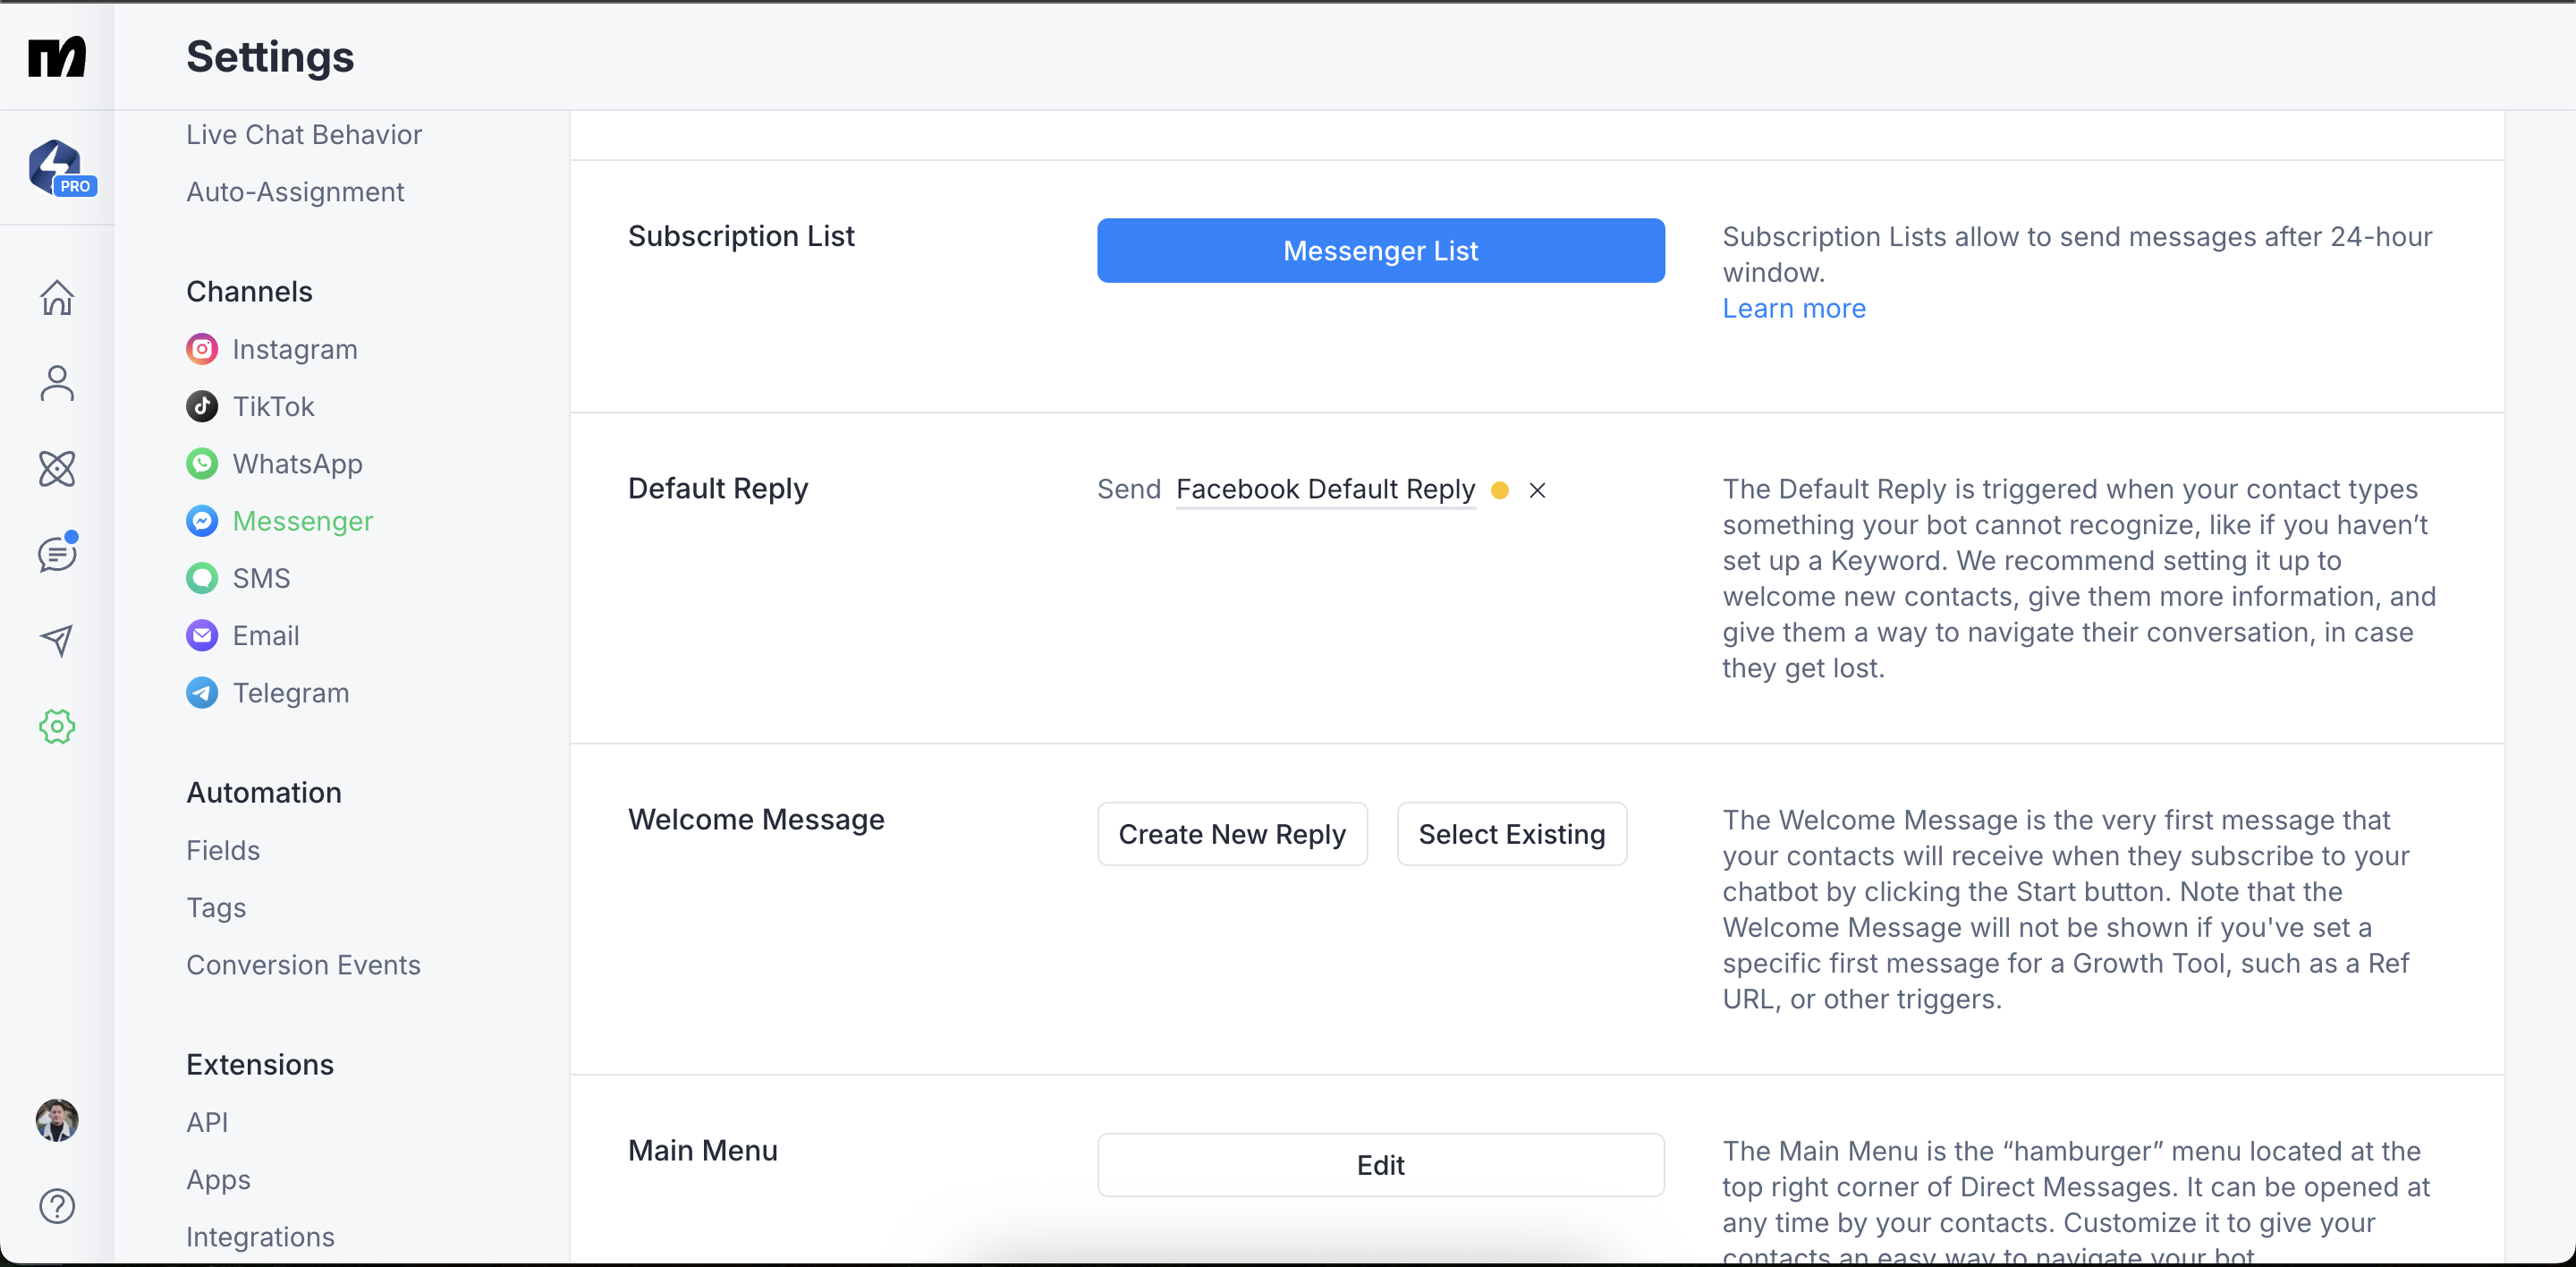 Settings
PRO
Live Chat Behavior
Auto-Assignment
Channels
Instagram
TikTok
WhatsApp
Messenger
SMS
Email
Telegram
Automation
Fields
Tags
Conversion Events
Extensions
API
Apps
Integrations
Subscription List
Messenger List
Subscription Lists allow to send messages after 24-hour
window.
Learn more
Default Reply
Send Facebook Default Reply
The Default Reply is triggered when your contact types
something your bot cannot recognize, like if you haven’t
set up a Keyword. We recommend setting it up to
welcome new contacts, give them more information, and
give them a way to navigate their conversation, in case
they get lost.
Welcome Message
Create New Reply
Select Existing
The Welcome Message is the very first message that
your contacts will receive when they subscribe to your
chatbot by clicking the Start button. Note that the
Welcome Message will not be shown if you've set a
specific first message for a Growth Tool, such as a Ref
URL, or other triggers.
Main Menu
Edit
The Main Menu is the “hamburger” menu located at the
top right corner of Direct Messages. It can be opened at
any time by your contacts. Customize it to give your
contacts an easy way to navigate your bot.